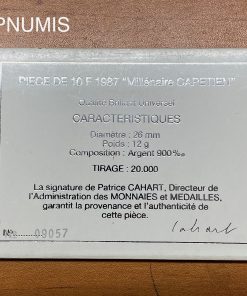 PNUMIS
PIECE DE 10 F 1987 "Millénaire CAPETIEN"
Qualité Brillant Universel
CARACTERISTIQUES
Diamètre : 26 mm
Poids : 12 g
Composition : Argent 900‰
TIRAGE : 20.000
La signature de Patrice CAHART, Directeur de
l'Administration des MONNAIES et MEDAILLES,
garantit la provenance et l'authenticité de
cette pièce.
No 09057
Cahart